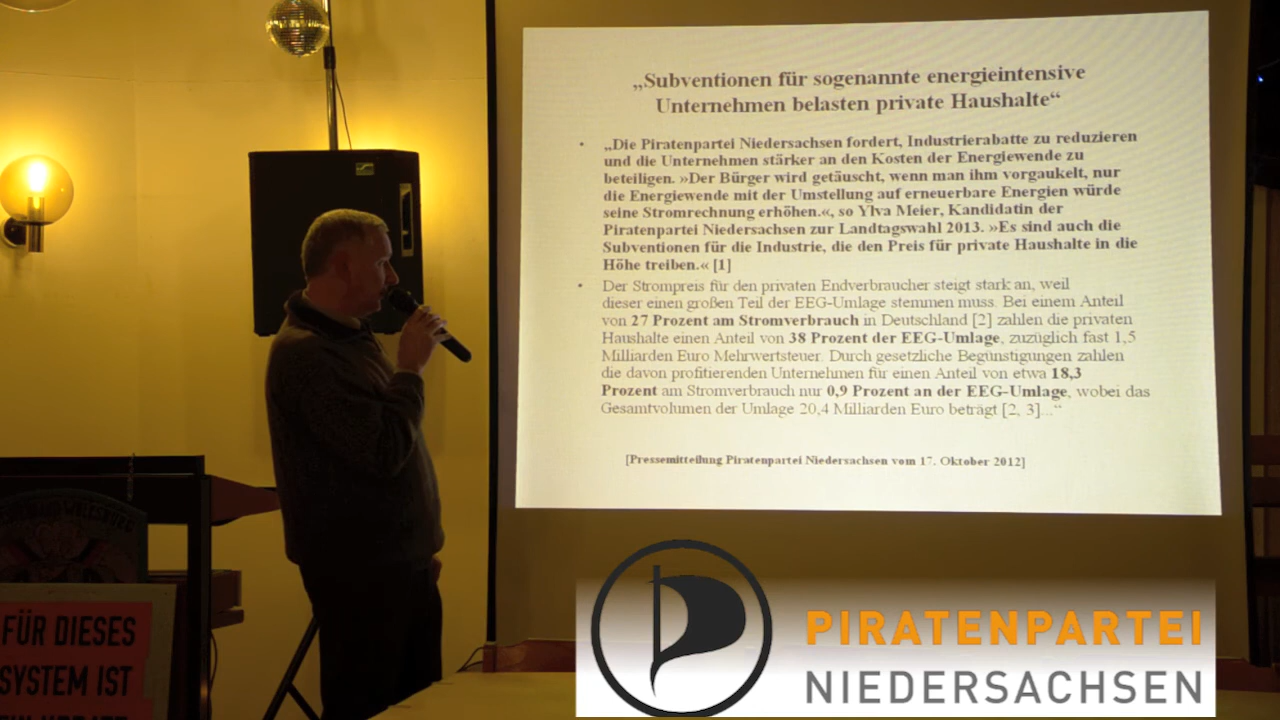 „Subventionen für sogenannte energieintensive
Unternehmen belasten private Haushalte“
• „Die Piratenpartei Niedersachsen fordert, Industrierabatte zu reduzieren
und die Unternehmen stärker an den Kosten der Energiewende zu
beteiligen. »Der Bürger wird getäuscht, wenn man ihm vorgaukelt, nur
die Energiewende mit der Umstellung auf erneuerbare Energien würde
seine Stromrechnung erhöhen.«, so Ylva Meier, Kandidatin der
Piratenpartei Niedersachsen zur Landtagswahl 2013. »Es sind auch die
Subventionen für die Industrie, die den Preis für private Haushalte in die
Höhe treiben.« [1]
• Der Strompreis für den privaten Endverbraucher steigt stark an, weil
dieser einen großen Teil der EEG-Umlage stemmen muss. Bei einem Anteil
von 27 Prozent am Stromverbrauch in Deutschland [2] zahlen die privaten
Haushalte einen Anteil von 38 Prozent der EEG-Umlage, zuzüglich fast 1,5
Milliarden Euro Mehrwertsteuer. Durch gesetzliche Begünstigungen zahlen
die davon profitierenden Unternehmen für einen Anteil von etwa 18,3
Prozent am Stromverbrauch nur 0,9 Prozent an der EEG-Umlage, wobei das
Gesamtvolumen der Umlage 20,4 Milliarden Euro beträgt [2, 3]...“
[Pressemitteilung Piratenpartei Niedersachsen vom 17. Oktober 2012]
FÜR DIESES
SYSTEM IST
PIRATENPARTEI
NIEDERSACHSEN